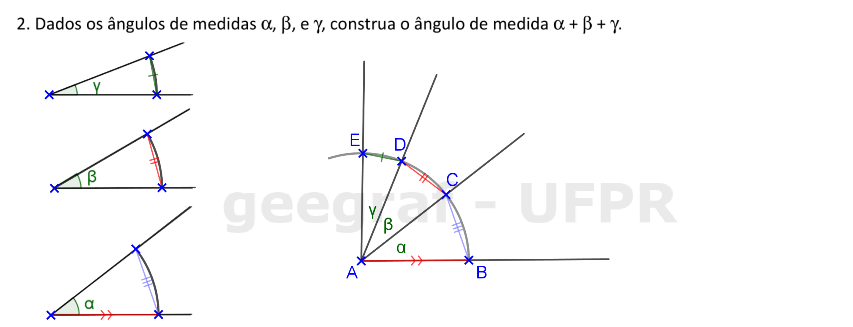 2. Dados os ângulos de medidas α, β, e γ, construa o ângulo de medida α + β + γ.
γ
β
α
E
D
C
γ
β
α
A
B
geegraf - UFPR